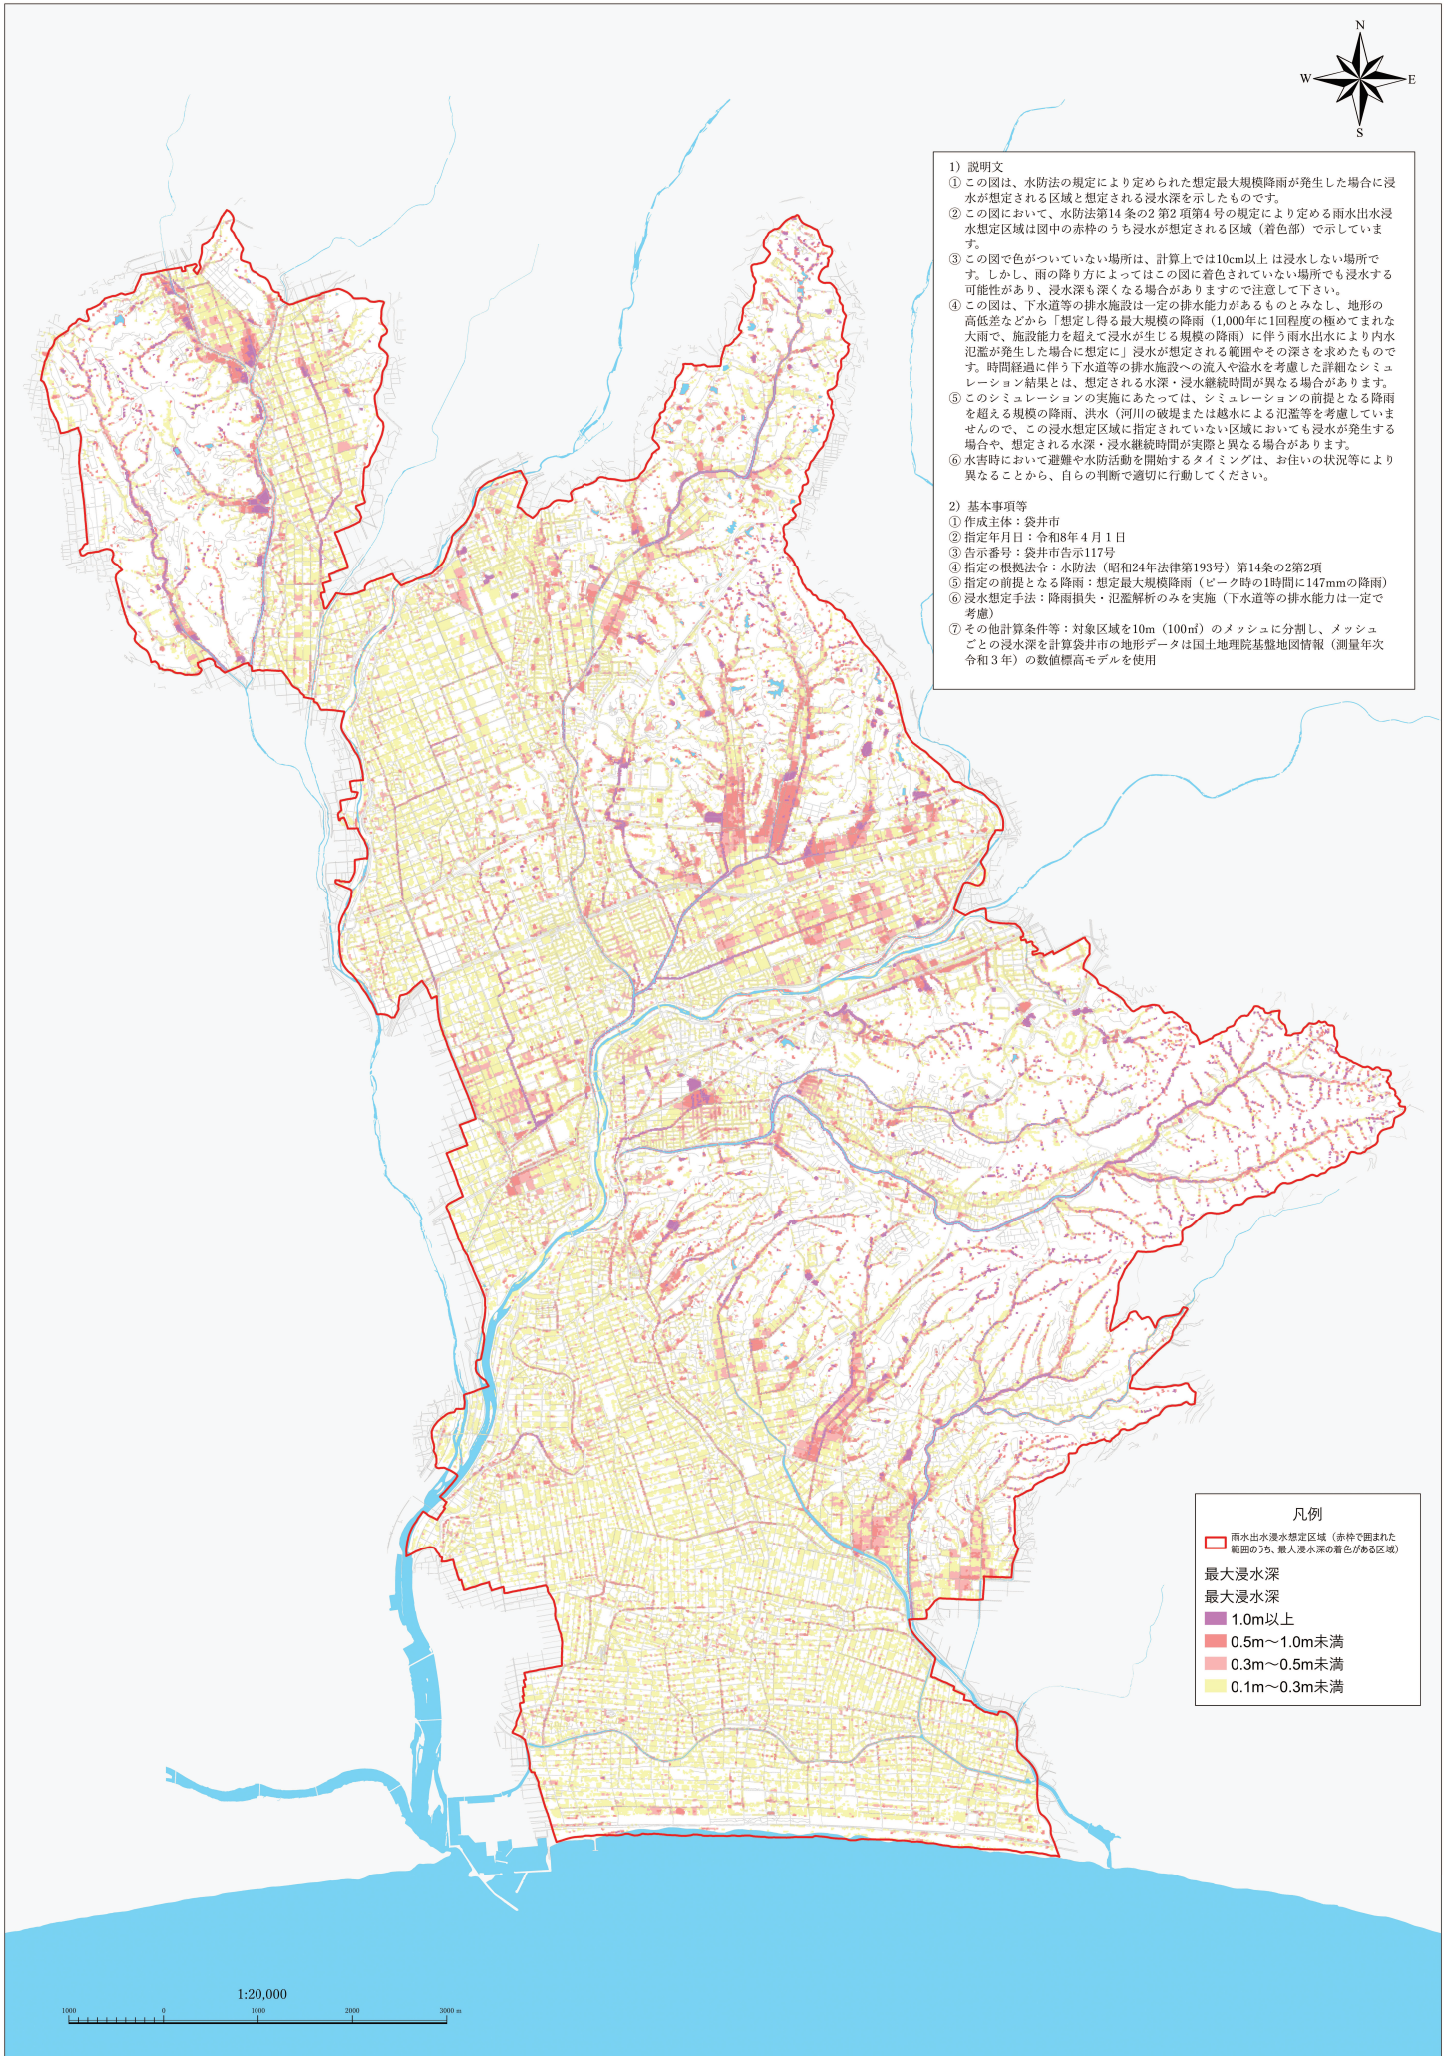 N
W
E
S
1）説明文
① この図は、水防法の規定により定められた想定最大規模降雨が発生した場合に浸
水が想定される区域と想定される浸水深を示したものです。
② この図において、水防法第14 条の2 第2 項第4 号の規定により定める雨水出水浸
水想定区域は図中の赤枠のうち浸水が想定される区域（着色部）で示していま
す。
③ この図で色がついていない場所は、計算上では10cm以上 は浸水しない場所で
す。しかし、雨の降り方によってはこの図に着色されていない場所でも浸水する
可能性があり、浸水深も深くなる場合がありますので注意して下さい。
④ この図は、下水道等の排水施設は一定の排水能力があるものとみなし、地形の
高低差などから「想定し得る最大規模の降雨（1,000年に1回程度の極めてまれな
大雨で、施設能力を超えて浸水が生じる規模の降雨）に伴う雨水出水により内水
氾濫が発生した場合に想定に」浸水が想定される範囲やその深さを求めたもので
す。時間経過に伴う下水道等の排水施設への流入や溢水を考慮した詳細なシミュ
レーション結果とは、想定される水深・浸水継続時間が異なる場合があります。
⑤ このシミュレーションの実施にあたっては、シミュレーションの前提となる降雨
を超える規模の降雨、洪水（河川の破堤または越水による氾濫等を考慮していま
せんので、この浸水想定区域に指定されていない区域においても浸水が発生する
場合や、想定される水深・浸水継続時間が実際と異なる場合があります。
⑥ 水害時において避難や水防活動を開始するタイミングは、お住いの状況等により
異なることから、自らの判断で適切に行動してください。
2）基本事項等
① 作成主体：袋井市
② 指定年月日：令和8年４月１日
③ 告示番号：袋井市告示117号
④ 指定の根拠法令：水防法（昭和24年法律第193号）第14条の2第2項
⑤ 指定の前提となる降雨：想定最大規模降雨（ピーク時の1時間に147mmの降雨）
⑥ 浸水想定手法：降雨損失・氾濫解析のみを実施（下水道等の排水能力は一定で
考慮）
⑦ その他計算条件等：対象区域を10m（100㎡）のメッシュに分割し、メッシュ
ごとの浸水深を計算袋井市の地形データは国土地理院基盤地図情報（測量年次
令和３年）の数値標高モデルを使用
凡例
雨水出水浸水想定区域（赤枠で囲まれた
範囲のうち、最大浸水深の着色がある区域）
最大浸水深
最大浸水深
1.0m以上
0.5m～1.0m未満
0.3m～0.5m未満
0.1m～0.3m未満
1:20,000
1000 0 1000 2000 3000 m